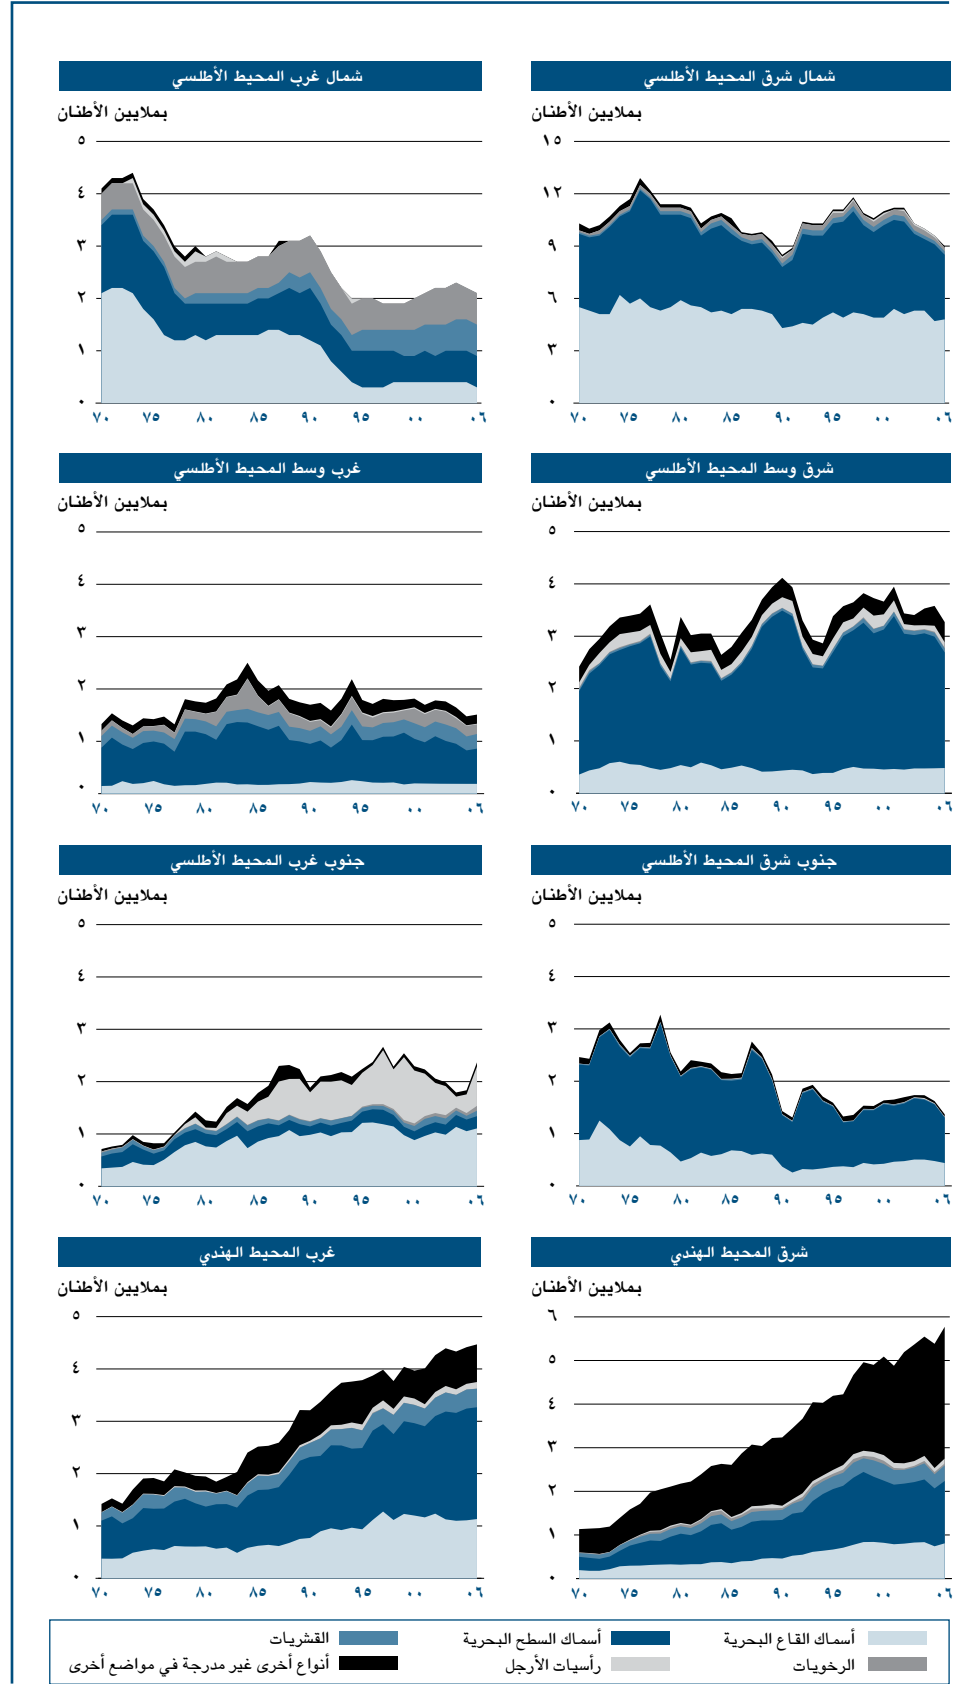 شمال شرق المحيط الأطلسي
بملايين الأطنان
١٥
١٢
٩
٦
٣
٠
٧٠ ٧٥ ٨٠ ٨٥ ٩٠ ٩٥ ٠٠ ٠٦
شمال غرب المحيط الأطلسي
بملايين الأطنان
٥
٤
٣
٢
١
٠
٧٠ ٧٥ ٨٠ ٨٥ ٩٠ ٩٥ ٠٠ ٠٦
شرق وسط المحيط الأطلسي
بملايين الأطنان
٥
٤
٣
٢
١
٠
٧٠ ٧٥ ٨٠ ٨٥ ٩٠ ٩٥ ٠٠ ٠٦
غرب وسط المحيط الأطلسي
بملايين الأطنان
٥
٤
٣
٢
١
٠
٧٠ ٧٥ ٨٠ ٨٥ ٩٠ ٩٥ ٠٠ ٠٦
جنوب شرق المحيط الأطلسي
بملايين الأطنان
٥
٤
٣
٢
١
٠
٧٠ ٧٥ ٨٠ ٨٥ ٩٠ ٩٥ ٠٠ ٠٦
جنوب غرب المحيط الأطلسي
بملايين الأطنان
٥
٤
٣
٢
١
٠
٧٠ ٧٥ ٨٠ ٨٥ ٩٠ ٩٥ ٠٠ ٠٦
شرق المحيط الهندي
بملايين الأطنان
٦
٥
٤
٣
٢
١
٠
٧٠ ٧٥ ٨٠ ٨٥ ٩٠ ٩٥ ٠٠ ٠٦
غرب المحيط الهندي
بملايين الأطنان
٥
٤
٣
٢
١
٠
٧٠ ٧٥ ٨٠ ٨٥ ٩٠ ٩٥ ٠٠ ٠٦
أسماك القاع البحرية أسماك السطح البحرية القشريات
الرخويات رأسيات الأرجل أنواع أخرى غير مدرجة في مواضع أخرى